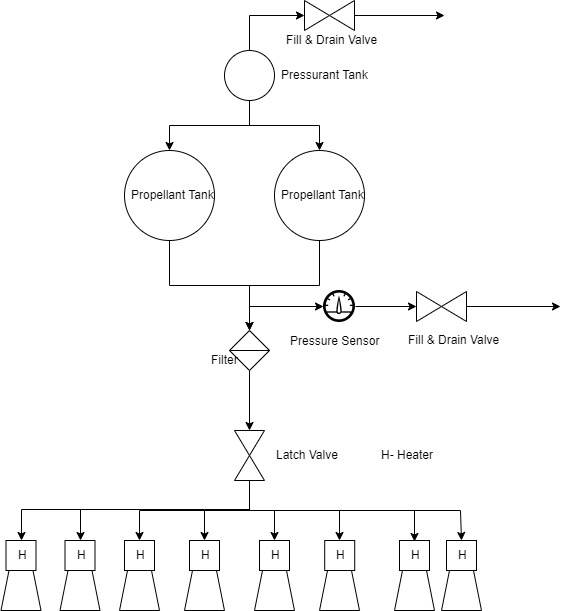 Fill & Drain Valve
Pressurant Tank
Propellant Tank
Propellant Tank
Pressure Sensor
Fill & Drain Valve
Filter
Latch Valve
H- Heater
H
H
H
H
H
H
H
H